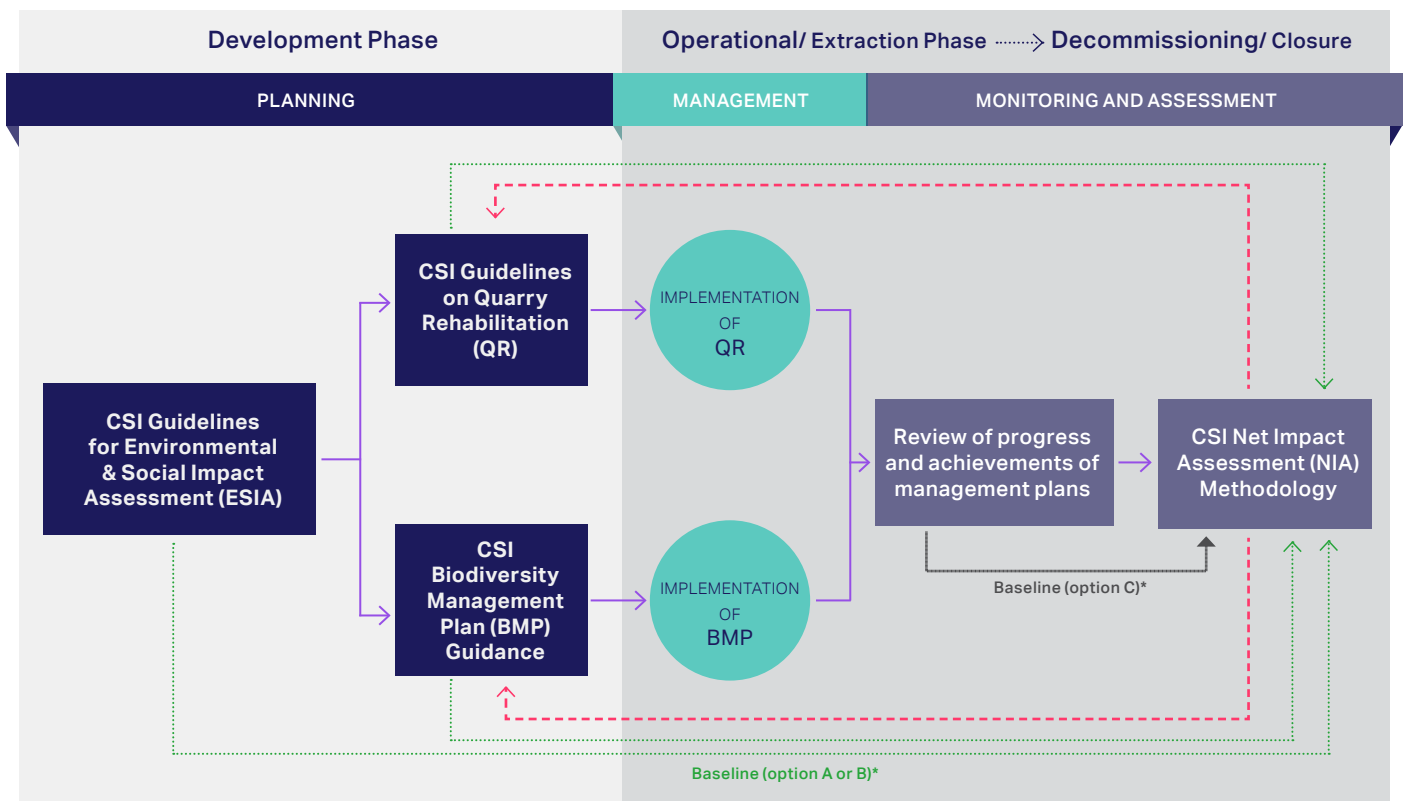 Development Phase
Operational/ Extraction Phase
Decommissioning/ Closure
PLANNING
MANAGEMENT
MONITORING AND ASSESSMENT
CSI Guidelines
for Environmental
& Social Impact
Assessment (ESIA)
CSI Guidelines
on Quarry
Rehabilitation
(QR)
IMPLEMENTATION
OF
QR
CSI
Biodiversity
Management
Plan (BMP)
Guidance
IMPLEMENTATION
OF
BMP
Review of progress
and achievements of
management plans
CSI Net Impact
Assessment (NIA)
Methodology
Baseline (option C)*
Baseline (option A or B)*